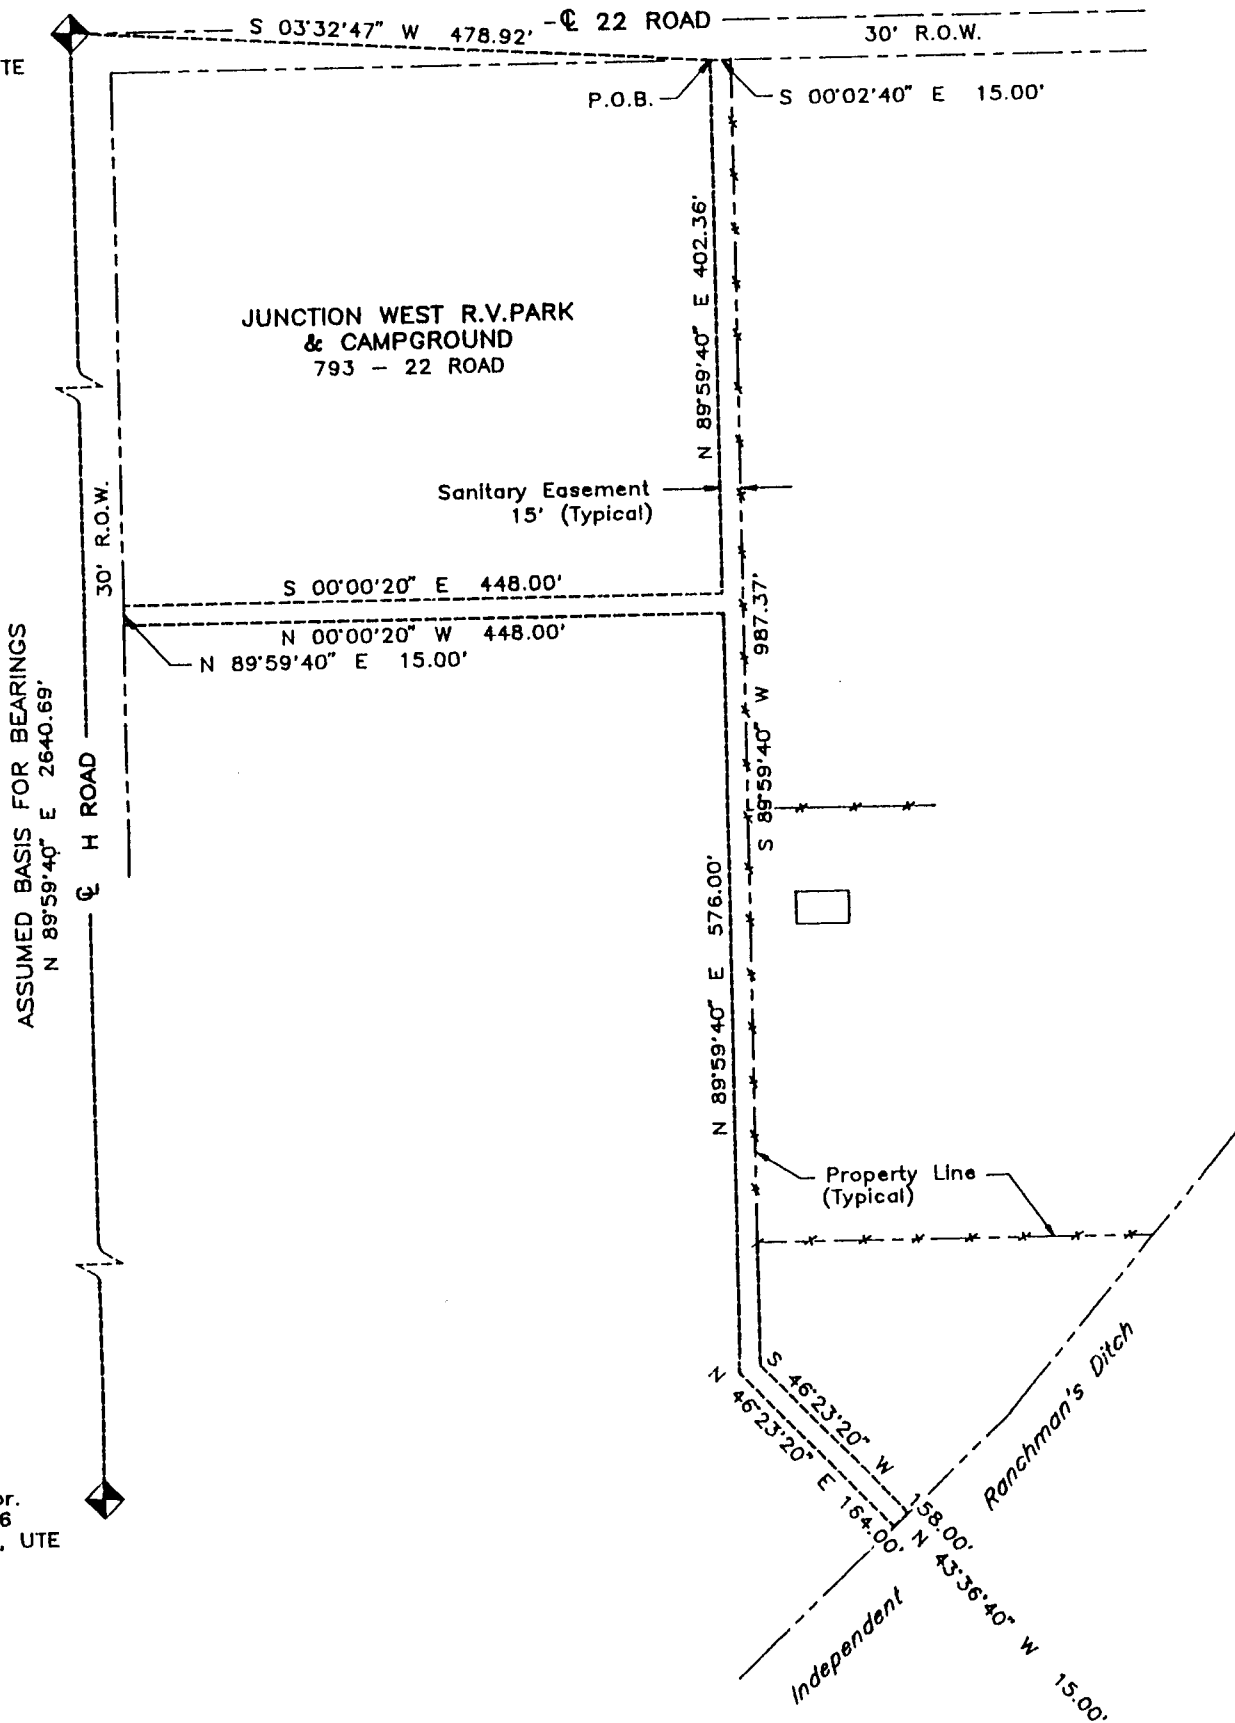 S 03°32'47" W 478.92'
℄ 22 ROAD
30' R.O.W.
TE
P.O.B.
S 00°02'40" E 15.00'
N 89°59'40" E 402.36'
JUNCTION WEST R.V.PARK
& CAMPGROUND
793 – 22 ROAD
30' R.O.W.
Sanitary Easement
15' (Typical)
S 00°00'20" E 448.00'
N 00°00'20" W 448.00'
N 89°59'40" E 15.00'
ASSUMED BASIS FOR BEARINGS
N 89°59'40" E 2640.69'
℄ H ROAD
S 89°59'40" W 987.37'
N 89°59'40" E 576.00'
Property Line
(Typical)
S 46°23'20" W 158.00'
N 46°23'20" E 164.00'
N 43°36'40" W 15.00'
Independent Ranchman's Ditch
or.
6
, UTE